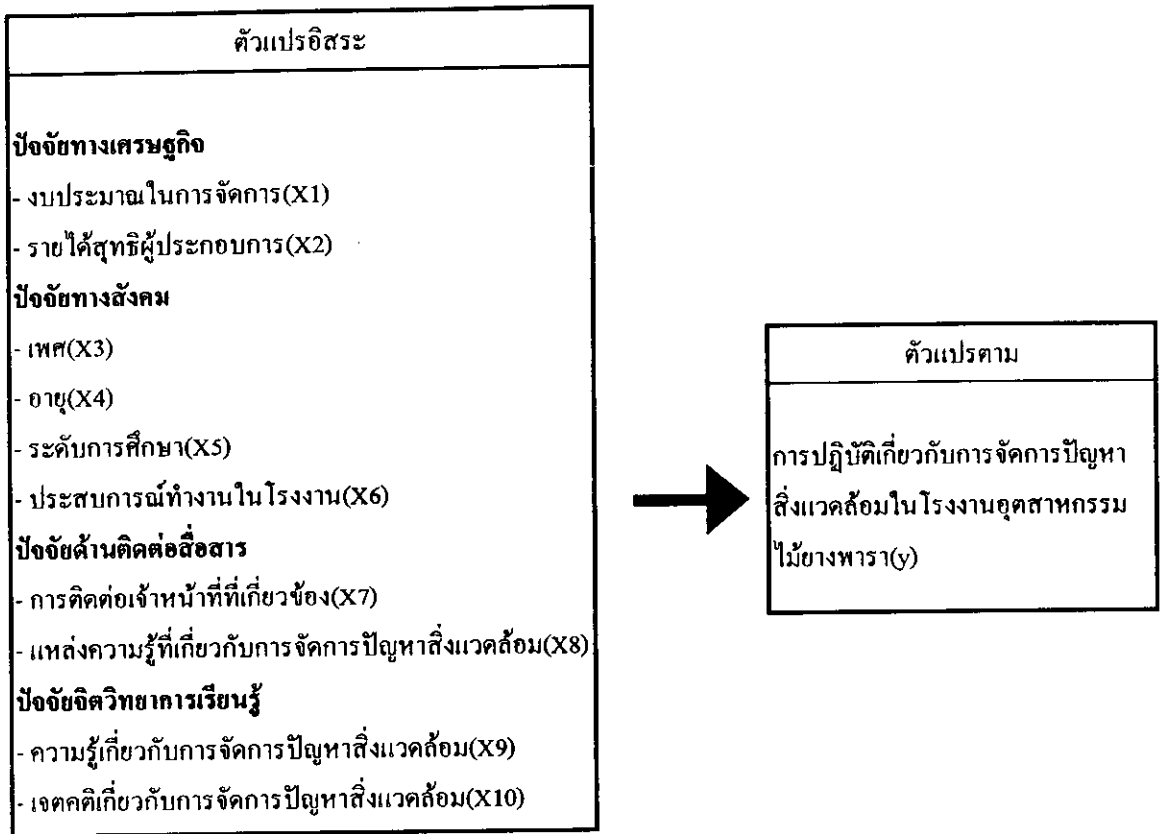 ตัวแปรอิสระ
ปัจจัยทางเศรษฐกิจ
- งบประมาณในการจัดการ(X1)
- รายได้สุทธิผู้ประกอบการ(X2)
ปัจจัยทางสังคม
- เพศ(X3)
- อายุ(X4)
- ระดับการศึกษา(X5)
- ประสบการณ์ทำงานในโรงงาน(X6)
ปัจจัยด้านติดต่อสื่อสาร
- การติดต่อเจ้าหน้าที่ที่เกี่ยวข้อง(X7)
- แหล่งความรู้ที่เกี่ยวกับการจัดการปัญหาสิ่งแวดล้อม(X8)
ปัจจัยจิตวิทยาการเรียนรู้
- ความรู้เกี่ยวกับการจัดการปัญหาสิ่งแวดล้อม(X9)
- เจตคติเกี่ยวกับการจัดการปัญหาสิ่งแวดล้อม(X10)
ตัวแปรตาม
การปฏิบัติเกี่ยวกับการจัดการปัญหา
สิ่งแวดล้อมในโรงงานอุตสาหกรรม
ไม้ยางพารา(y)